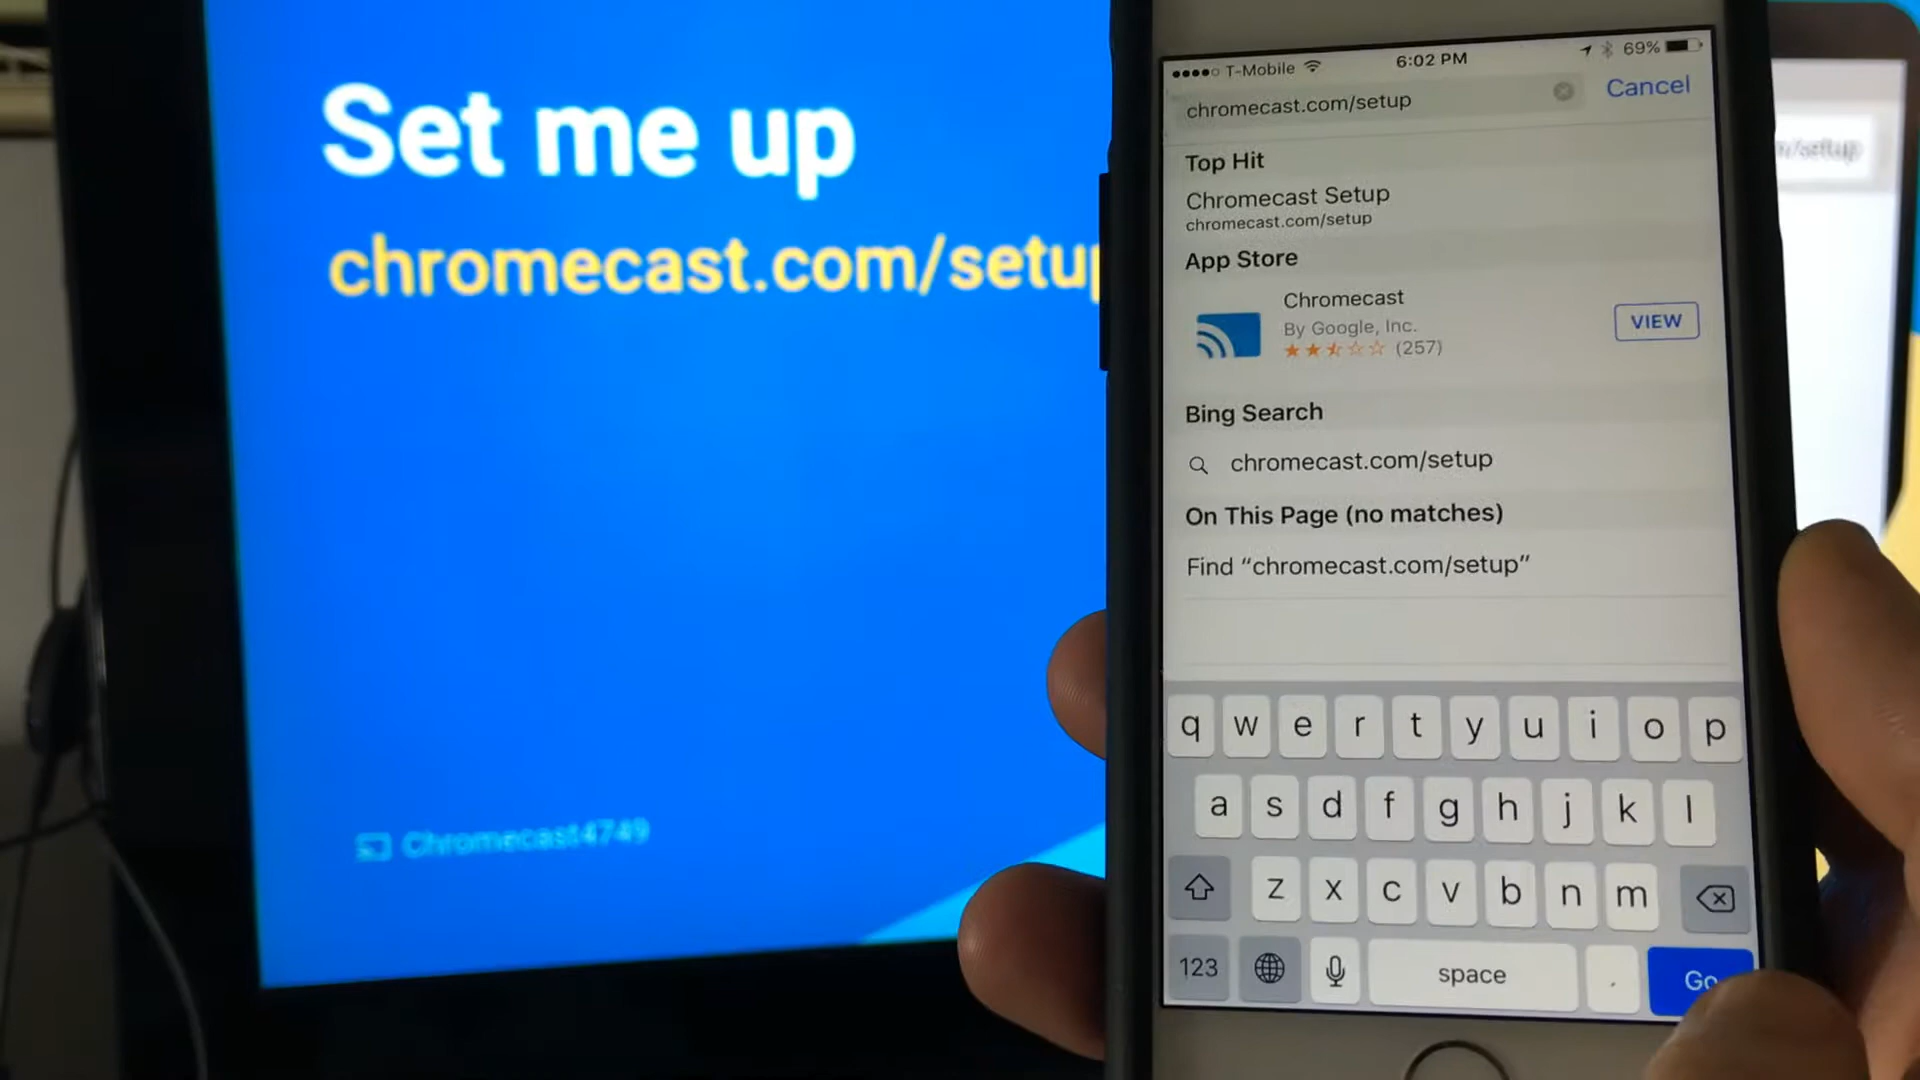 Set me up
chromecast.com/setup
Chromecast4749
T-Mobile
6:02 PM
69%
chromecast.com/setup
Cancel
Top Hit
Chromecast Setup
chromecast.com/setup
App Store
Chromecast
By Google, Inc.
(257)
VIEW
Bing Search
chromecast.com/setup
On This Page (no matches)
Find “chromecast.com/setup”
q w e r t y u i o p
a s d f g h j k l
z x c v b n m
123 space . Go
/setup